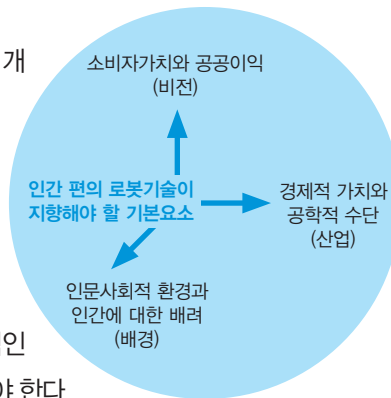 개
소비자가치와 공공이익
(비전)
인간 편의 로봇기술이
지향해야 할 기본요소
경제적 가치와
공학적 수단
(산업)
인문사회적 환경과
인간에 대한 배려
(배경)
인
한다